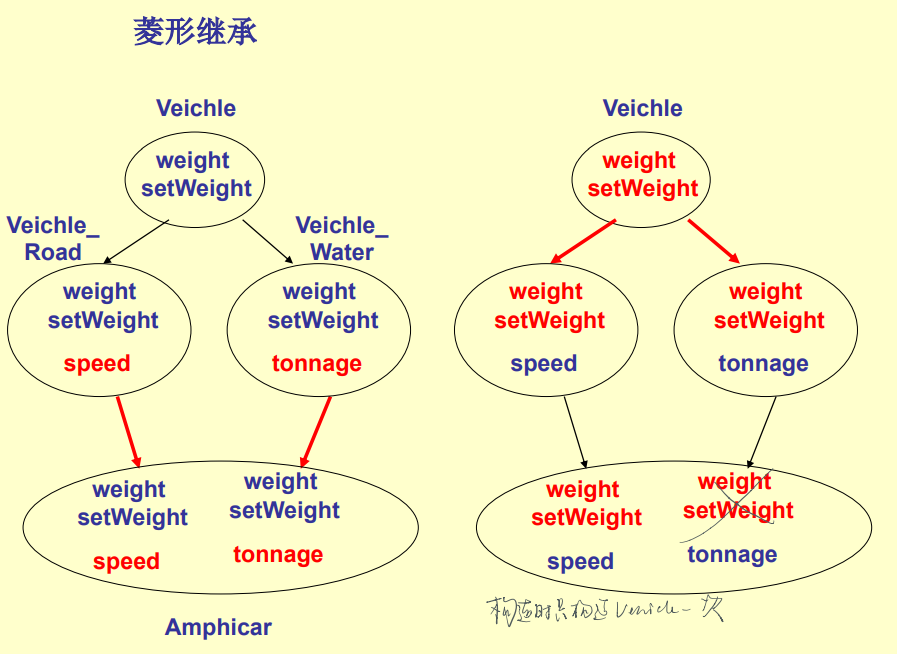 菱形继承
Veichle
weight
setWeight
Veichle_
Road
Veichle_
Water
weight
setWeight
speed
weight
setWeight
tonnage
weight
setWeight
speed
weight
setWeight
tonnage
Amphicar
Veichle
weight
setWeight
weight
setWeight
speed
weight
setWeight
tonnage
weight
setWeight
speed
weight
setWeight
tonnage
构造时只构造Vehicle一次